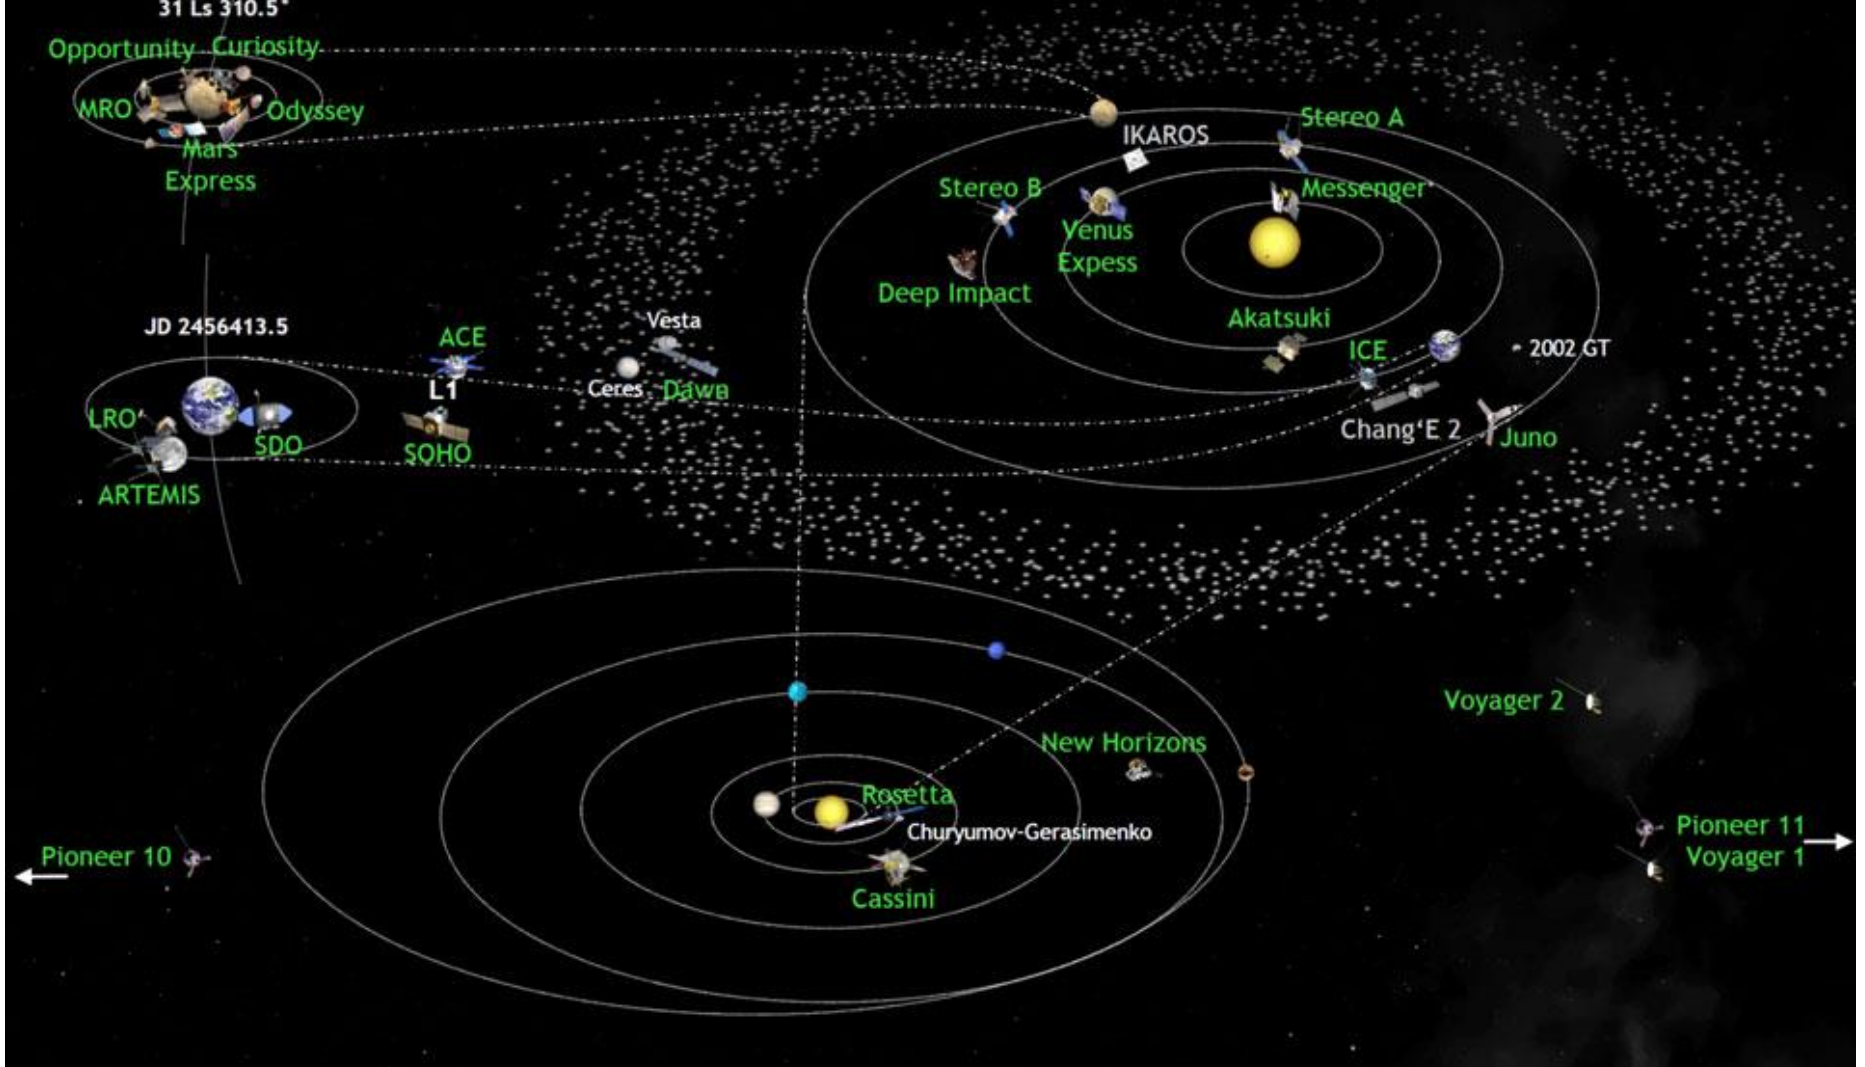 31 Ls 310.5°
Opportunity Curiosity
MRO
Odyssey
Mars
Express
Stereo A
IKAROS
Stereo B
Messenger
Venus
Expess
Deep Impact
Akatsuki
JD 2456413.5
ACE
L1
SOHO
Vesta
Ceres
Dawn
ICE
2002 GT
Chang'E 2
Juno
LRO
SDO
ARTEMIS
Voyager 2
New Horizons
Rosetta
Churyumov-Gerasimenko
Cassini
Pioneer 10
Pioneer 11
Voyager 1